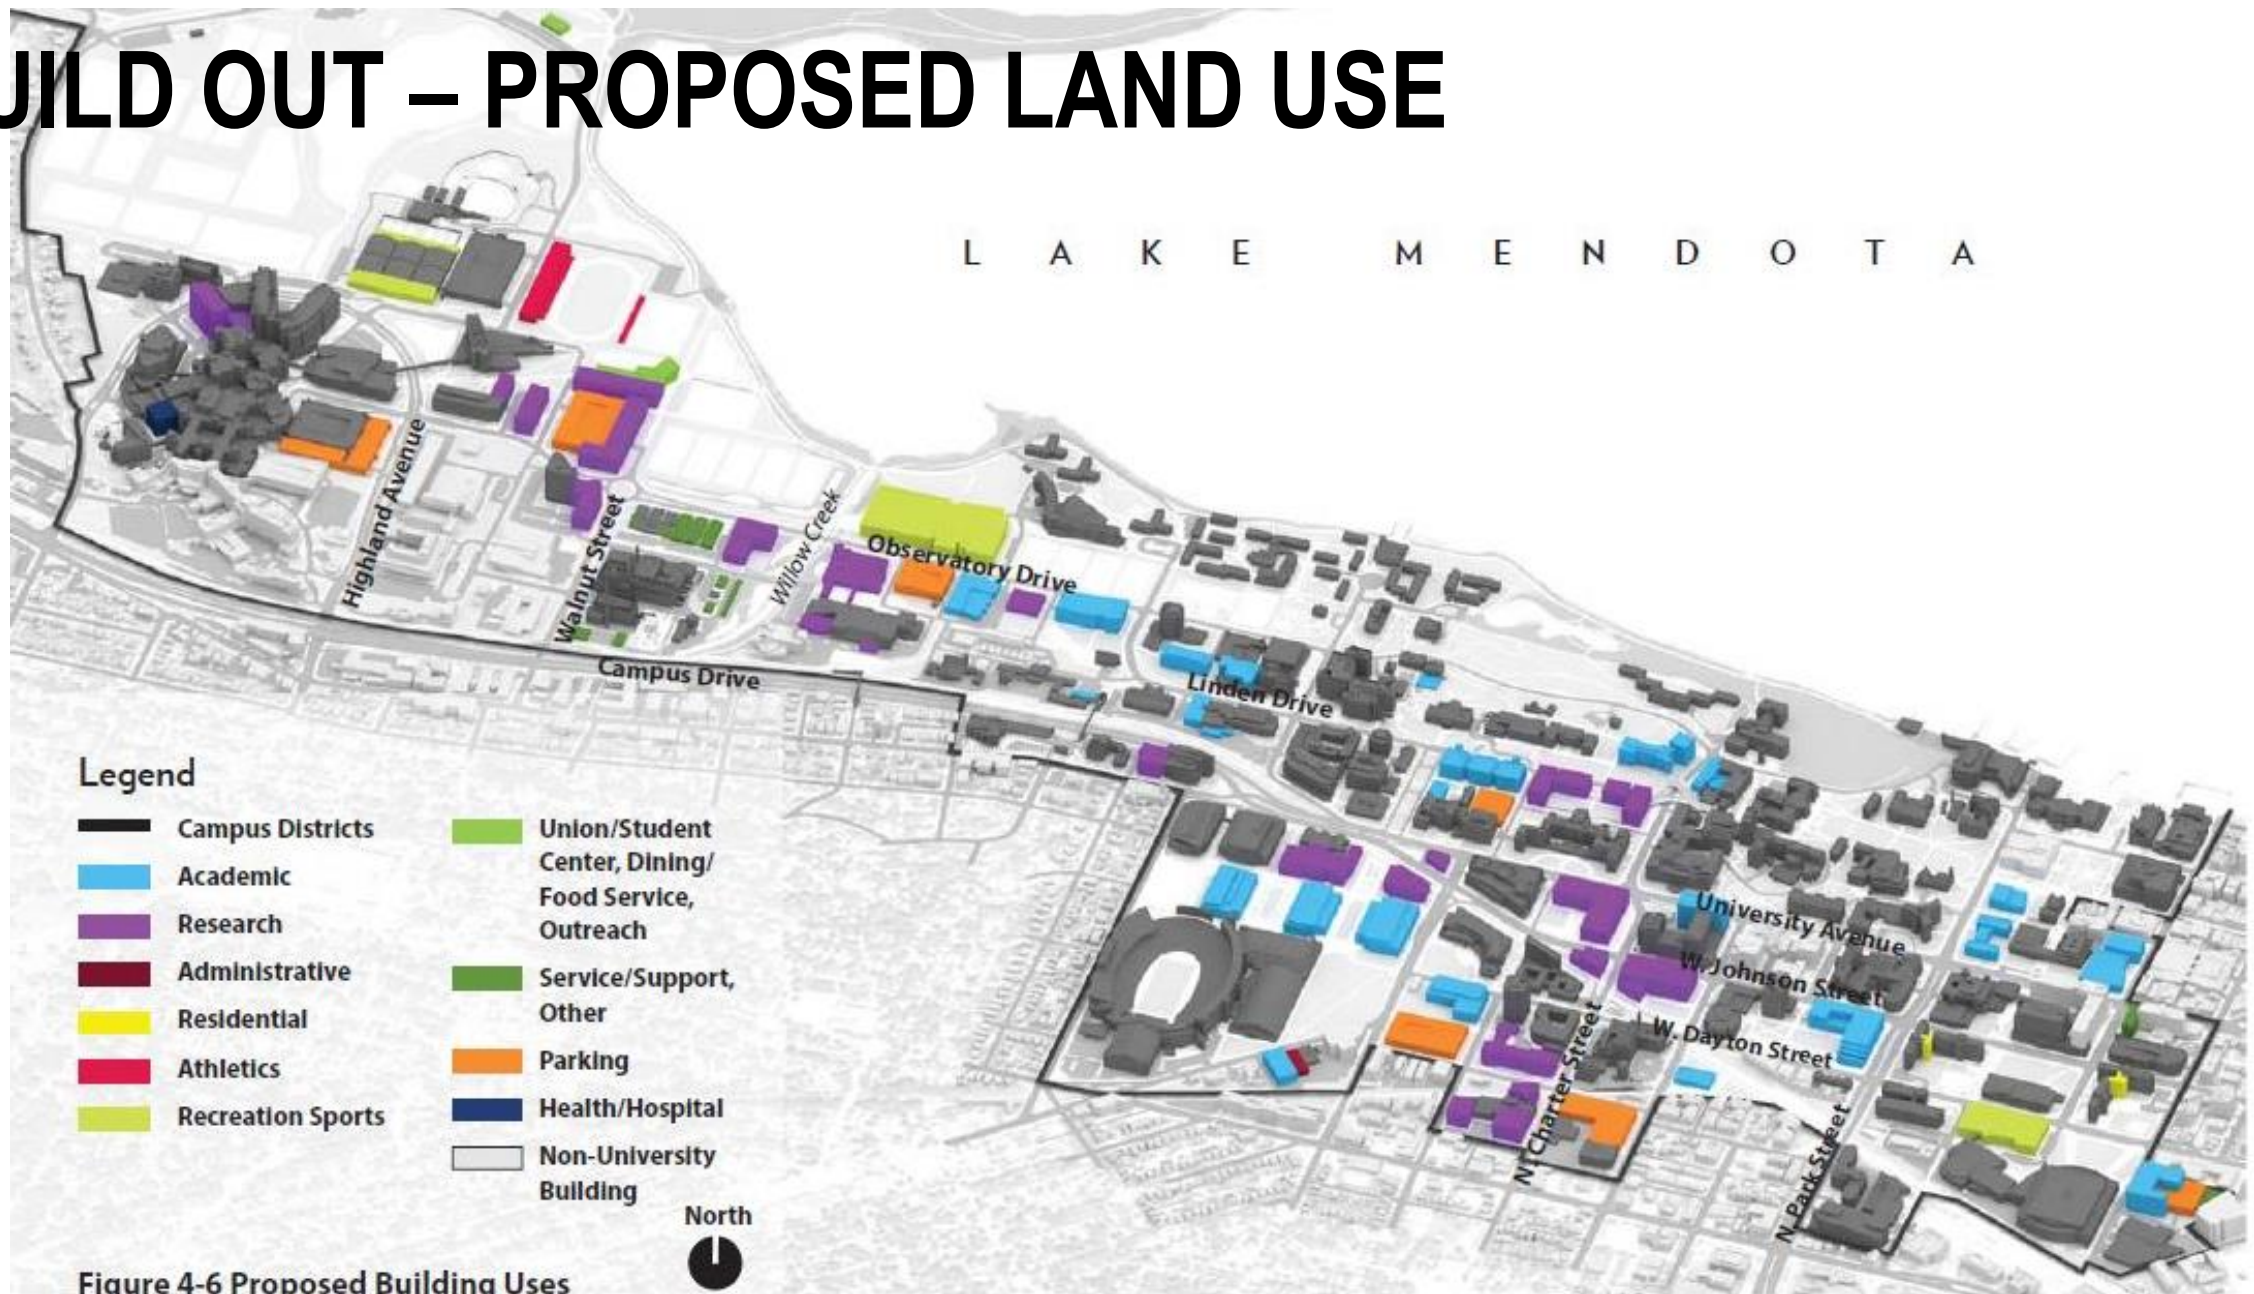 UILD OUT – PROPOSED LAND USE
LAKE MENDOTA
Highland Avenue
Walnut Street
Willow Creek
Observatory Drive
Campus Drive
Linden Drive
University Avenue
W. Johnson Street
W. Dayton Street
N. Charter Street
N. Park Street
Legend
Campus Districts
Academic
Research
Administrative
Residential
Athletics
Recreation Sports
Union/Student
Center, Dining/
Food Service,
Outreach
Service/Support,
Other
Parking
Health/Hospital
Non-University
Building
North
Figure 4-6 Proposed Building Uses